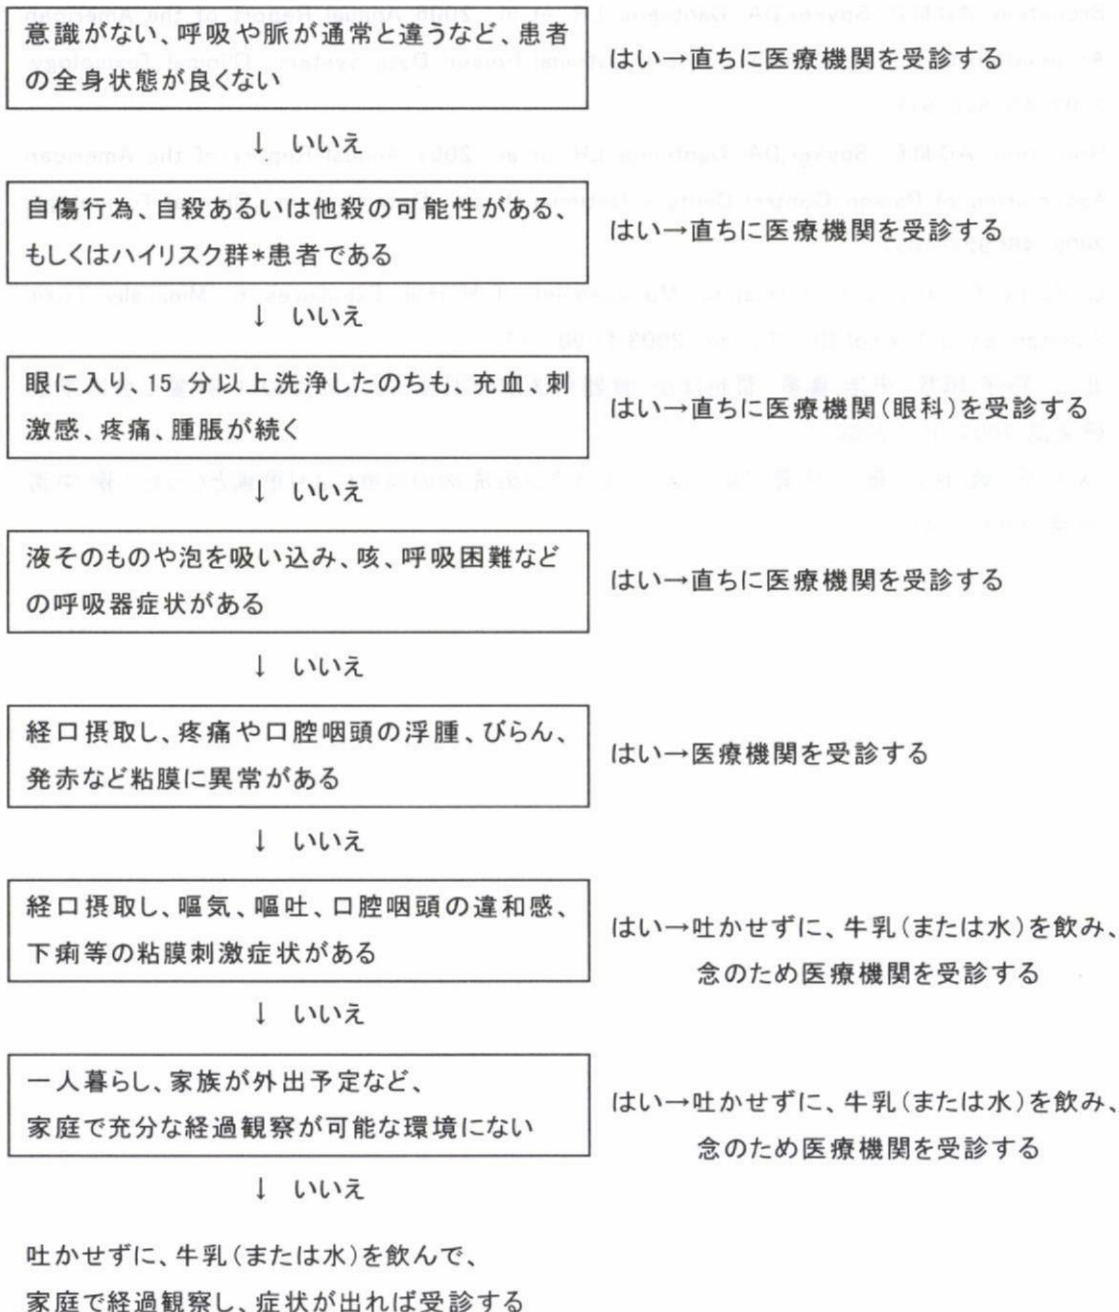 意識がない、呼吸や脈が通常と違うなど、患者
の全身状態が良くない
はい→直ちに医療機関を受診する
↓ いいえ
自傷行為、自殺あるいは他殺の可能性がある、
もしくはハイリスク群*患者である
はい→直ちに医療機関を受診する
↓ いいえ
眼に入り、15分以上洗浄したのちも、充血、刺
激感、疼痛、腫脹が続く
はい→直ちに医療機関(眼科)を受診する
↓ いいえ
液そのものや泡を吸い込み、咳、呼吸困難など
の呼吸器症状がある
はい→直ちに医療機関を受診する
↓ いいえ
経口摂取し、疼痛や口腔咽頭の浮腫、びらん、
発赤など粘膜に異常がある
はい→医療機関を受診する
↓ いいえ
経口摂取し、嘔気、嘔吐、口腔咽頭の違和感、
下痢等の粘膜刺激症状がある
はい→吐かせずに、牛乳(または水)を飲み、
念のため医療機関を受診する
↓ いいえ
一人暮らし、家族が外出予定など、
家庭で充分な経過観察が可能な環境にない
はい→吐かせずに、牛乳(または水)を飲み、
念のため医療機関を受診する
↓ いいえ
吐かせずに、牛乳(または水)を飲んで、
家庭で経過観察し、症状が出れば受診する